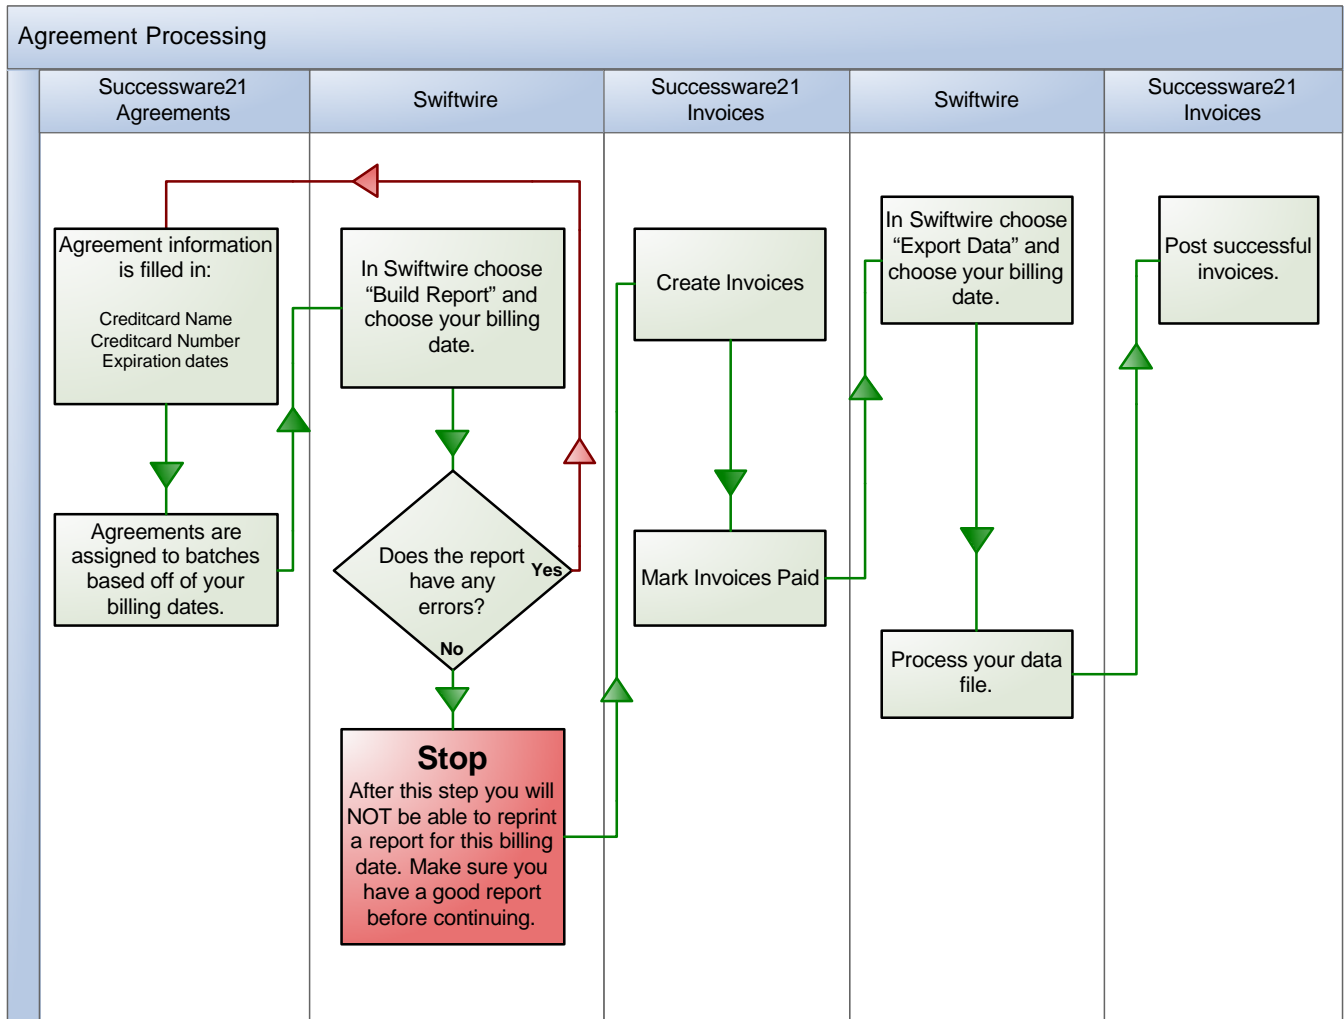 Agreement Processing
Successware21
Agreements
Swiftwire
Successware21
Invoices
Swiftwire
Successware21
Invoices
Agreement information
is filled in:
Creditcard Name
Creditcard Number
Expiration dates
Agreements are
assigned to batches
based off of your
billing dates.
In Swiftwire choose
“Build Report” and
choose your billing
date.
Does the report
have any
errors?
Yes
No
Stop
After this step you will
NOT be able to reprint
a report for this billing
date. Make sure you
have a good report
before continuing.
Create Invoices
Mark Invoices Paid
In Swiftwire choose
“Export Data” and
choose your billing
date.
Process your data
file.
Post successful
invoices.